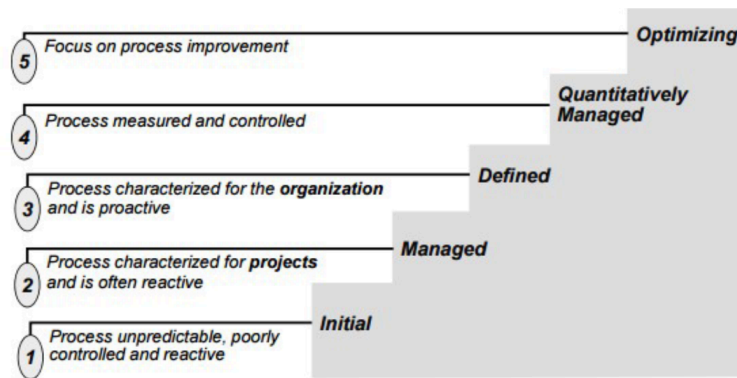 5
Focus on process improvement
Optimizing
4
Process measured and controlled
Quantitatively
Managed
3
Process characterized for the organization
and is proactive
Defined
2
Process characterized for projects
and is often reactive
Managed
1
Process unpredictable, poorly
controlled and reactive
Initial